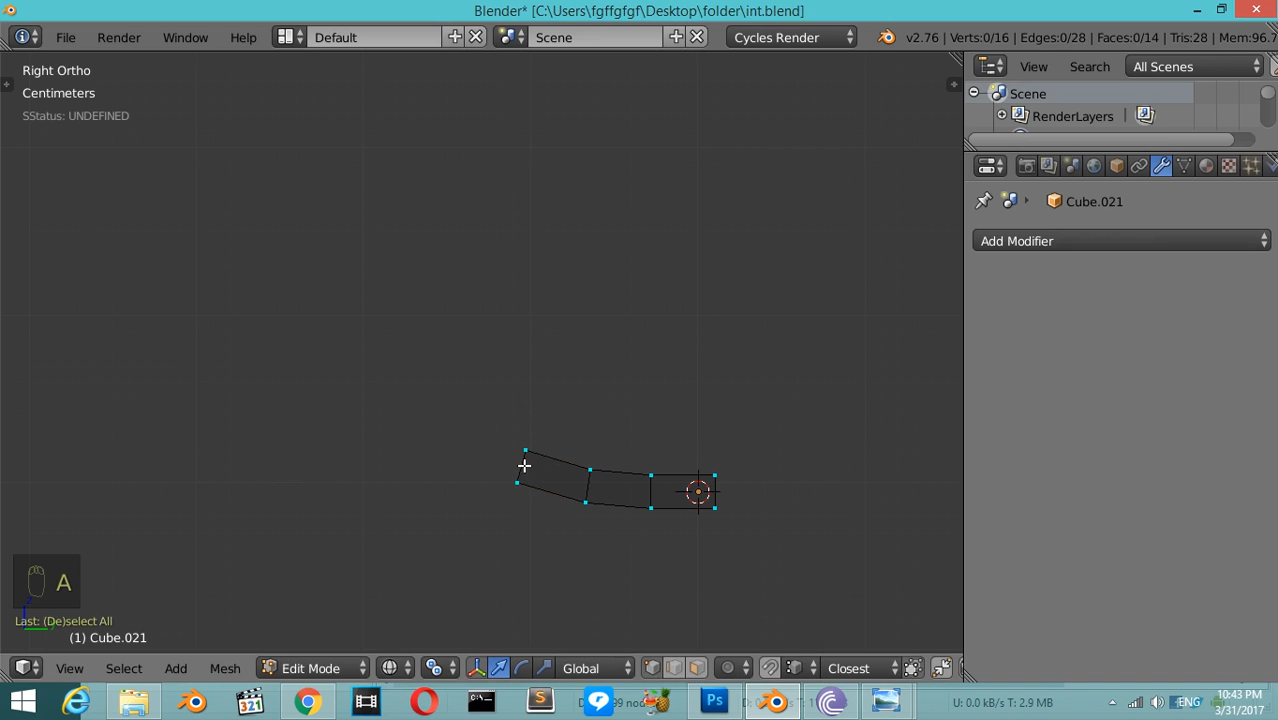 Blender* [C:\Users\fgffgfgf\Desktop\folder\int.blend]
File Render Window Help Default Scene Cycles Render v2.76 | Verts:0/16 | Edges:0/28 | Faces:0/14 | Tris:28 | Mem:96.7
Right Ortho
Centimeters
SStatus: UNDEFINED
View Search All Scenes
Scene
RenderLayers
Cube.021
Add Modifier
A
Last: (De)select All
(1) Cube.021
View Select Add Mesh Edit Mode Global Closest
321 S Ps U: 0.0 kB/s T: 2.9 MB ENG 10:43 PM
3/31/2017